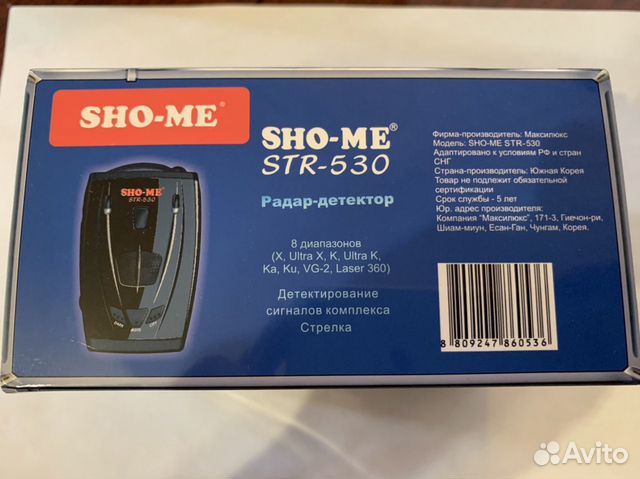 SHO-ME®
SHO-ME®
STR-530
Радар-детектор
8 диапазонов
(X, Ultra X, K, Ultra K,
Ka, Ku, VG-2, Laser 360)
Детектирование
сигналов комплекса
Стрелка
SHO-ME
STR-530
DARK MUTE CITY
Фирма-производитель: Максилюкс
Модель: SHO-ME STR-530
Адаптировано к условиям РФ и стран
СНГ
Страна-производитель: Южная Корея
Товар не подлежит обязательной
сертификации
Срок службы - 5 лет
Юр. адрес производителя:
Компания "Максилюкс", 171-3, Гиечон-ри,
Шиам-миун, Есан-Ган, Чунгам, Корея.
8 809247 860536
Avito